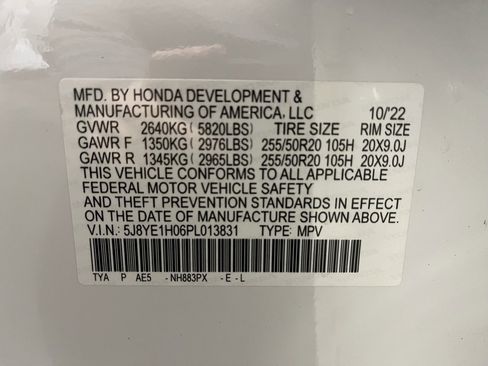 MFD. BY HONDA DEVELOPMENT &
MANUFACTURING OF AMERICA, LLC 10/'22
GVWR 2640KG( 5820LBS) TIRE SIZE RIM SIZE
GAWR F 1350KG( 2976LBS) 255/50R20 105H 20X9.0J
GAWR R 1345KG( 2965LBS) 255/50R20 105H 20X9.0J
THIS VEHICLE CONFORMS TO ALL APPLICABLE
FEDERAL MOTOR VEHICLE SAFETY
AND THEFT PREVENTION STANDARDS IN EFFECT
ON THE DATE OF MANUFACTURE SHOWN ABOVE.
V.I.N.: 5J8YE1H06PL013831 TYPE: MPV
TYA P AE5 -NH883PX -E-L